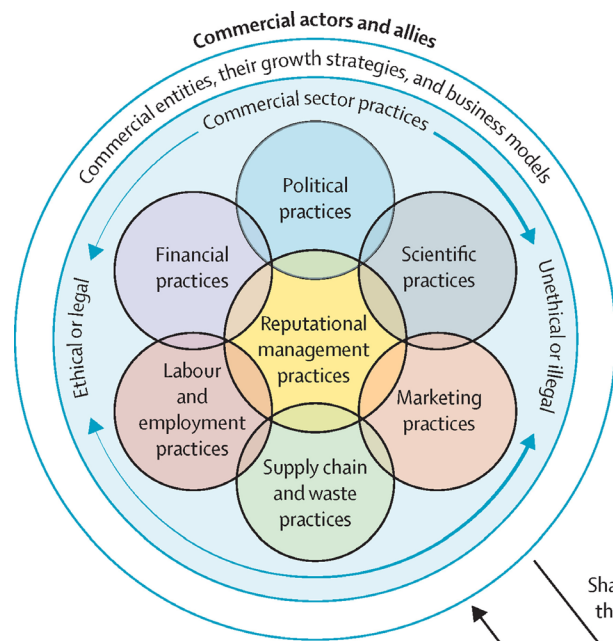 Commercial actors and allies
Commercial entities, their growth strategies, and business models
Commercial sector practices
Political
practices
Financial
practices
Scientific
practices
Ethical or legal
Unethical or illegal
Reputational
management
practices
Labour
and
employment
practices
Marketing
practices
Supply chain
and waste
practices